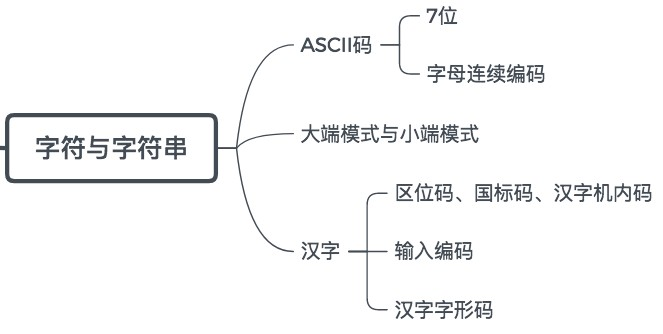 字符与字符串
ASCII码
7位
字母连续编码
大端模式与小端模式
汉字
区位码、国标码、汉字机内码
输入编码
汉字字形码